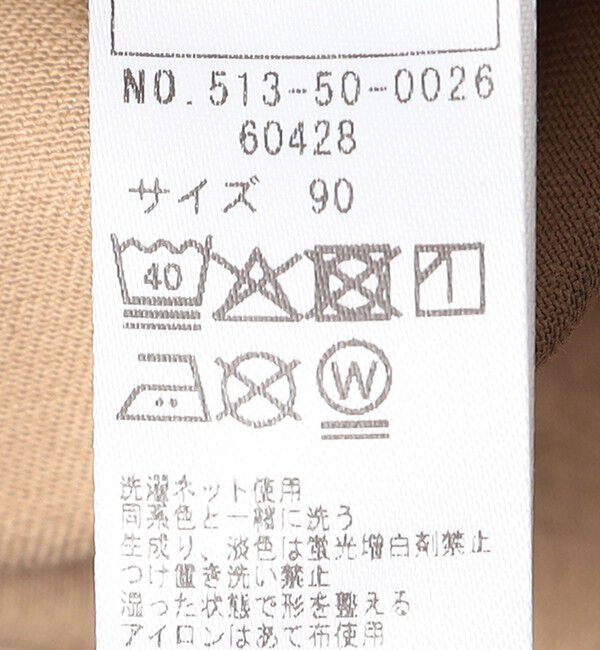 NO.513-50-0026
60428
サイズ 90
40
W
洗濯ネット使用
同系色と一緒に洗う
生成り、淡色は蛍光増白剤禁止
つけ置き洗い禁止
湿った状態で形を整える
アイロンはあて布使用